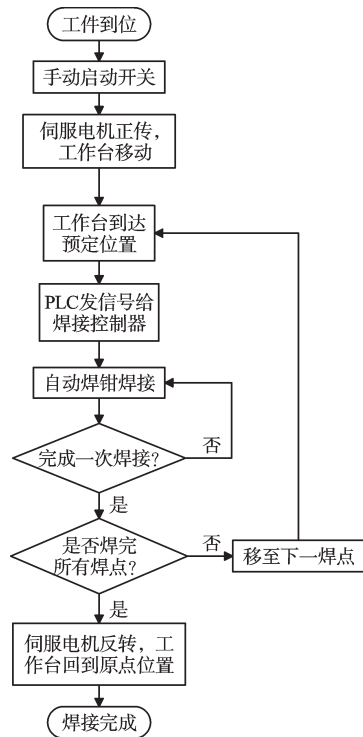 工件到位
手动启动开关
伺服电机正传，
工作台移动
工作台到达
预定位置
PLC发信号给
焊接控制器
自动焊钳焊接
否
完成一次焊接？
是
是否焊完
所有焊点？
否
移至下一焊点
是
伺服电机反转，工
作台回到原点位置
焊接完成